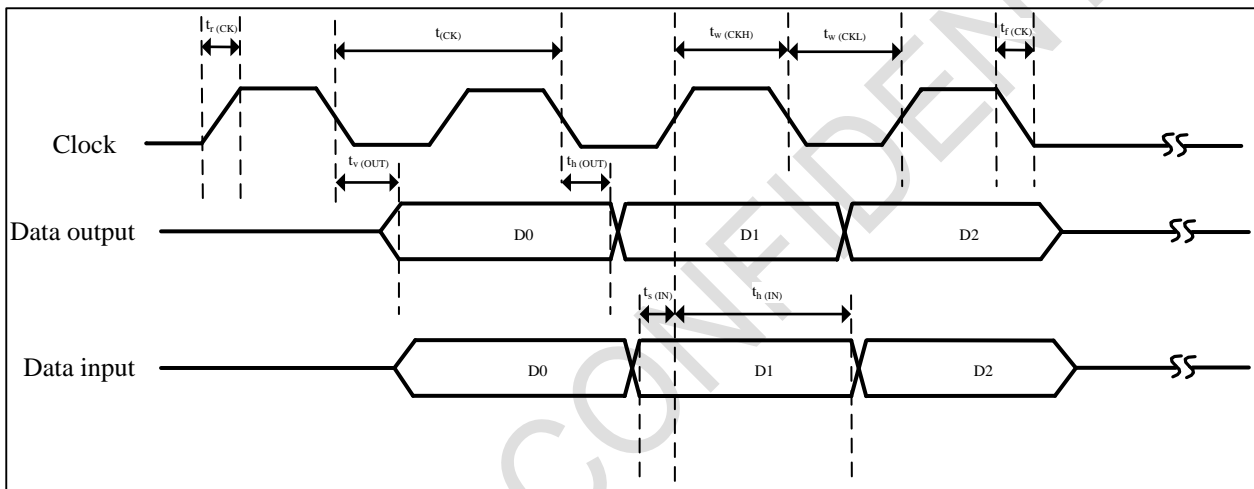 tr (CK)
t(CK)
tw (CKH)
tw (CKL)
tf (CK)
Clock
tv (OUT)
th (OUT)
Data output
D0
D1
D2
ts (IN)
th (IN)
Data input
D0
D1
D2
CONFIDEN